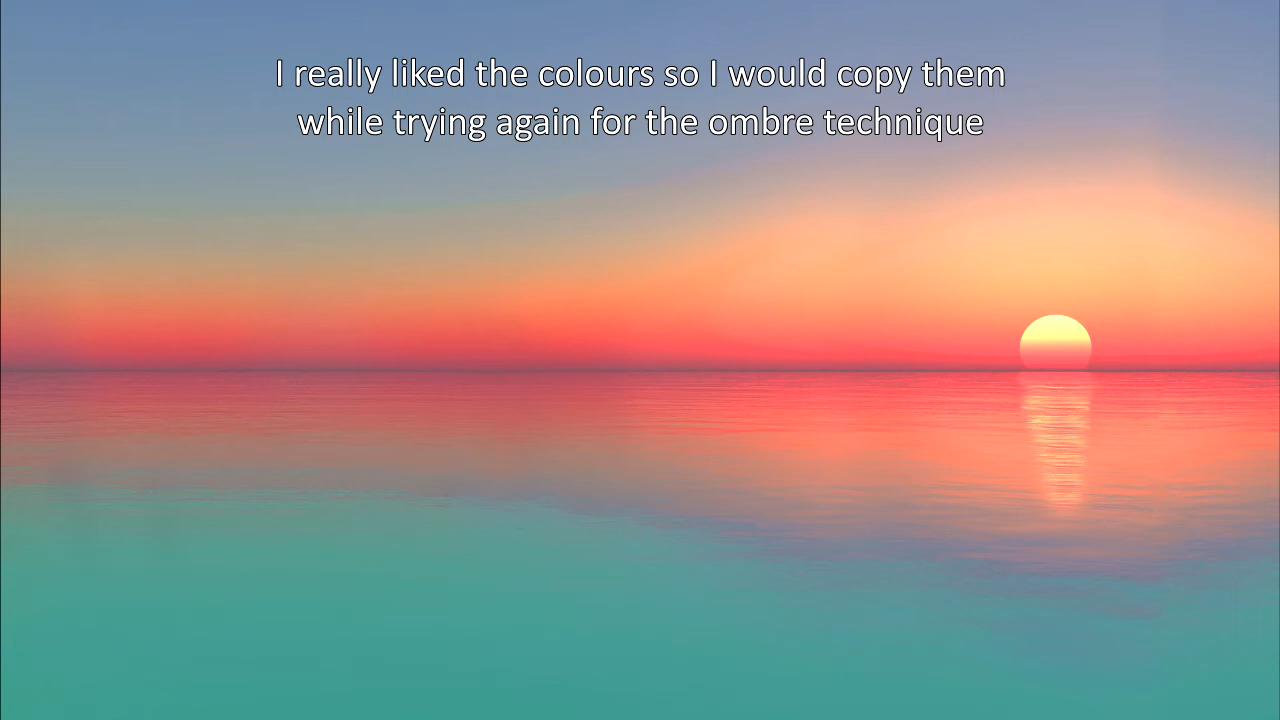 I really liked the colours so I would copy them
while trying again for the ombre technique